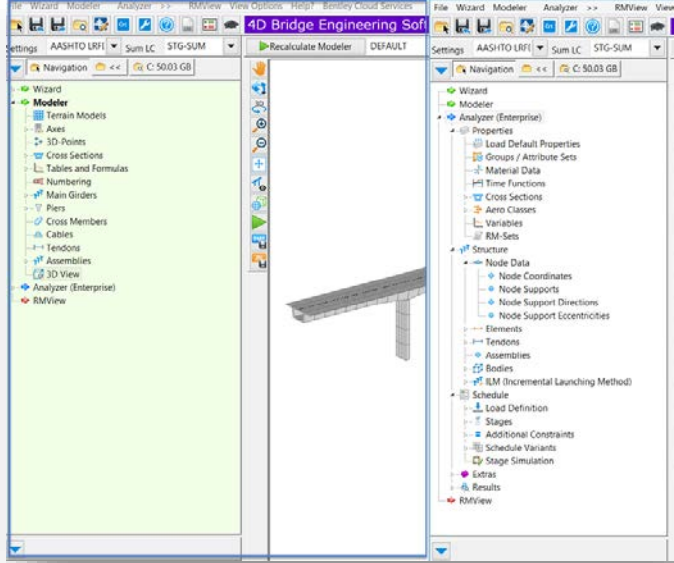 File Wizard Modeler Analyzer >> RMView View Options Help? Bentley Cloud Services
4D Bridge Engineering Soft
Settings AASHTO LRFI Sum LC STG-SUM
Recalculate Modeler DEFAULT
Navigation << C: 50.03 GB
Wizard
Modeler
Terrain Models
Axes
3D-Points
Cross Sections
Tables and Formulas
Numbering
Main Girders
Piers
Cross Members
Cables
Tendons
Assemblies
3D View
Analyzer (Enterprise)
RMView
3D
File Wizard Modeler Analyzer >> RMView View
Settings AASHTO LRFI Sum LC STG-SUM
Navigation << C: 50.03 GB
Wizard
Modeler
Analyzer (Enterprise)
Properties
Load Default Properties
Groups / Attribute Sets
Material Data
Time Functions
Cross Sections
Aero Classes
Variables
RM-Sets
Structure
Node Data
Node Coordinates
Node Supports
Node Support Directions
Node Support Eccentricities
Elements
Tendons
Assemblies
Bodies
ILM (Incremental Launching Method)
Schedule
Load Definition
Stages
Additional Constraints
Schedule Variants
Stage Simulation
Extras
Results
RMView